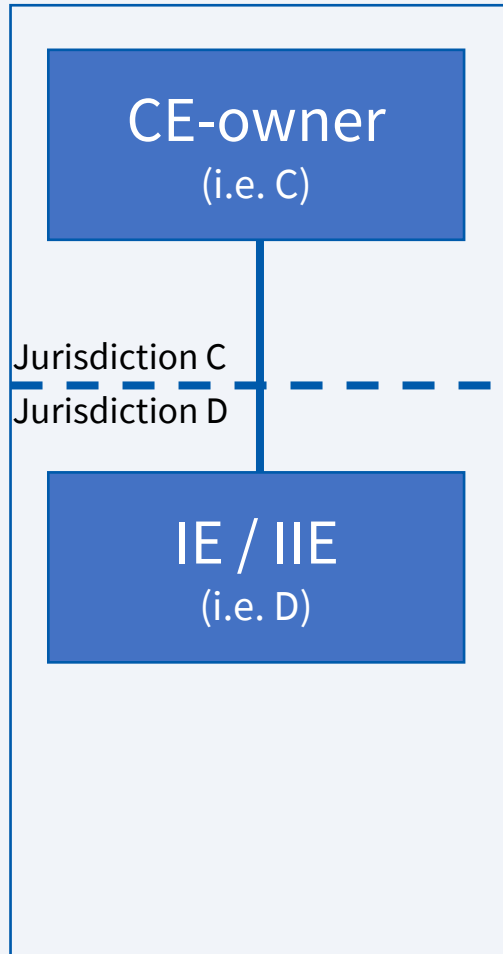 CE-owner
(i.e. C)
Jurisdiction C
Jurisdiction D
IE / IIE
(i.e. D)